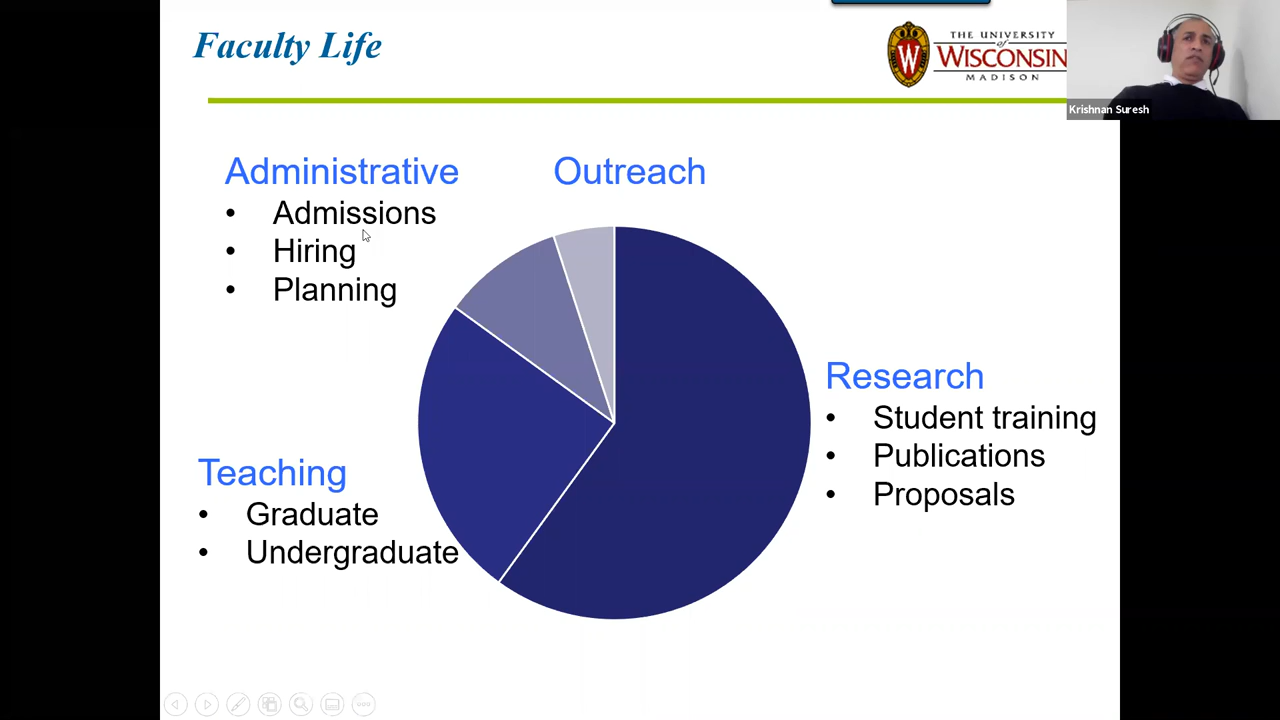 Faculty Life
THE UNIVERSITY
of
WISCONSIN
MADISON
Krishnan Suresh
Administrative
• Admissions
• Hiring
• Planning
Outreach
Research
• Student training
• Publications
• Proposals
Teaching
• Graduate
• Undergraduate